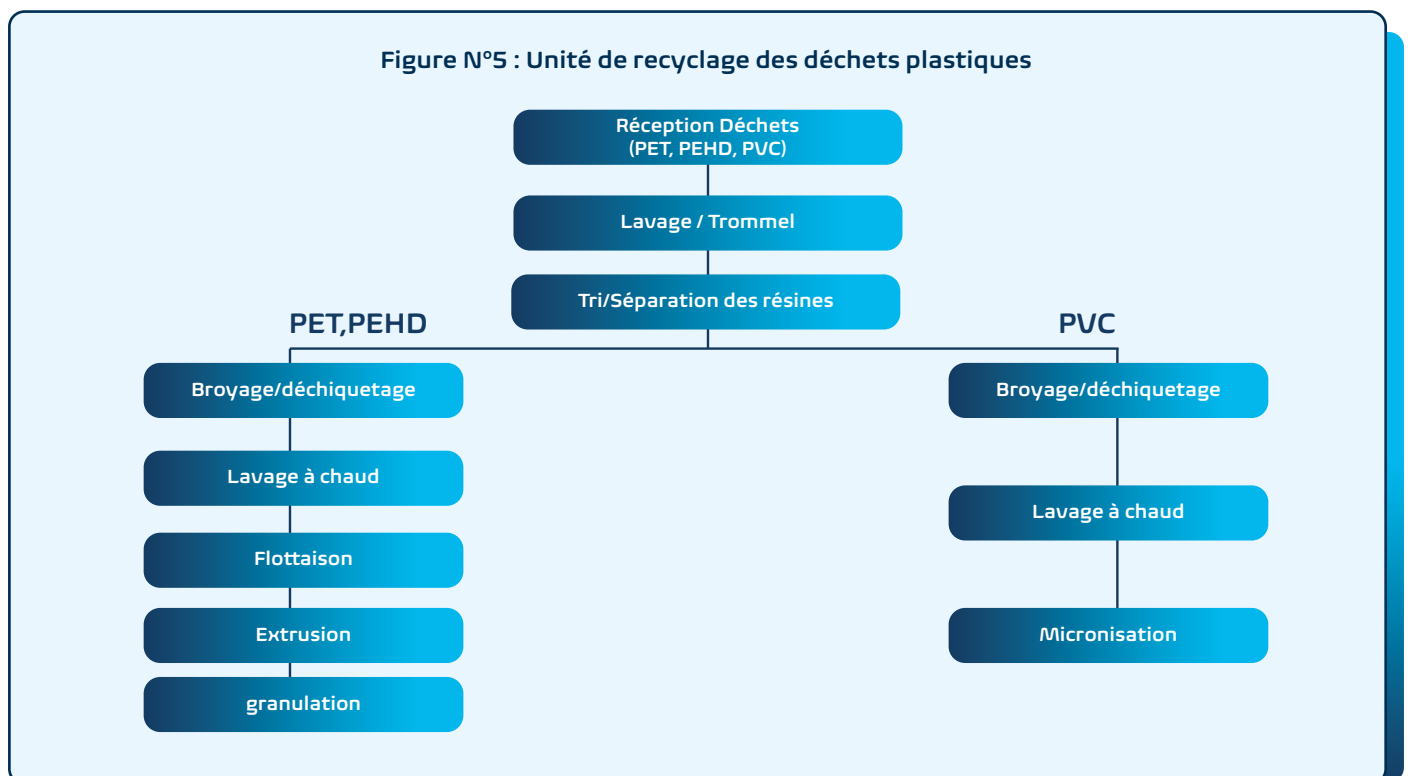 Figure N°5 : Unité de recyclage des déchets plastiques
Réception Déchets
(PET, PEHD, PVC)
Lavage / Trommel
Tri/Séparation des résines
PET,PEHD
Broyage/déchiquetage
Lavage à chaud
Flottaison
Extrusion
granulation
PVC
Broyage/déchiquetage
Lavage à chaud
Micronisation